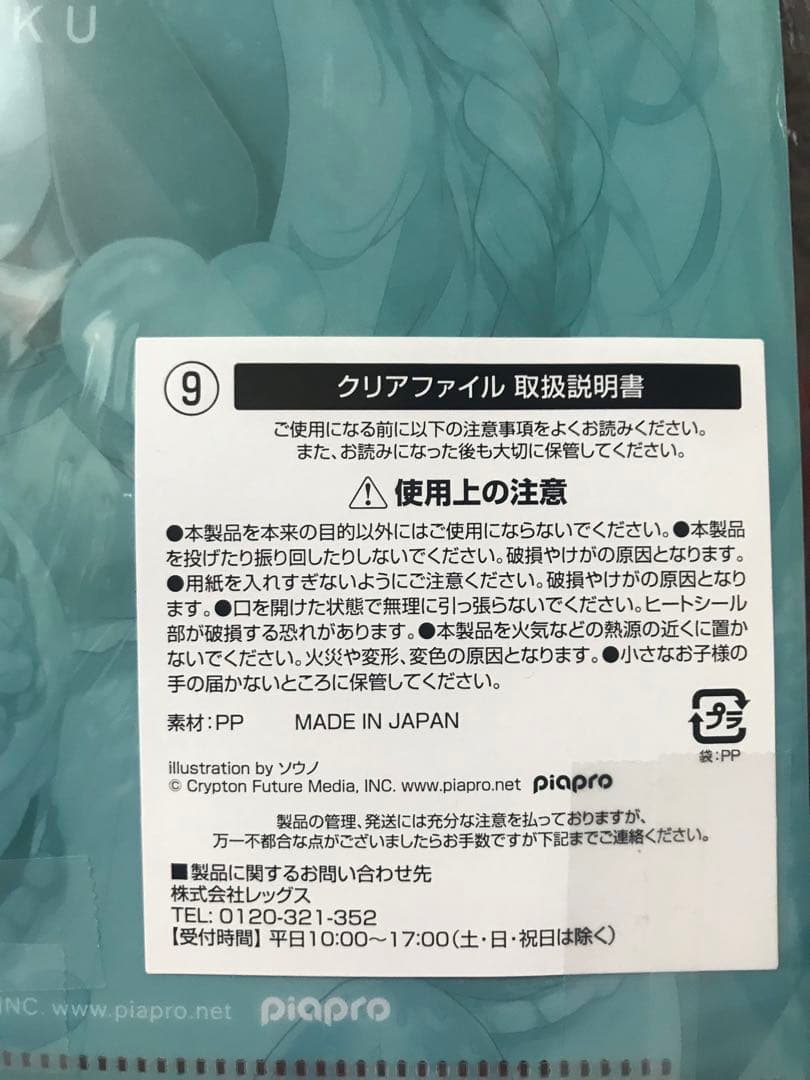 KU
⑨ クリアファイル 取扱説明書
ご使用になる前に以下の注意事項をよくお読みください。
また、お読みになった後も大切に保管してください。
使用上の注意
●本製品を本来の目的以外にはご使用にならないでください。●本製品
を投げたり振り回したりしないでください。破損やけがの原因となります。
●用紙を入れすぎないようにご注意ください。破損やけがの原因となり
ます。●口を開けた状態で無理に引っ張らないでください。ヒートシール
部が破損する恐れがあります。●本製品を火気などの熱源の近くに置か
ないでください。火災や変形、変色の原因となります。●小さなお子様の
手の届かないところに保管してください。
素材:PP MADE IN JAPAN
プラ
袋:PP
illustration by ソウノ
© Crypton Future Media, INC. www.piapro.net piapro
製品の管理、発送には充分な注意を払っておりますが、
万一不都合な点がございましたらお手数ですが下記までご連絡ください。
■製品に関するお問い合わせ先
株式会社レッグス
TEL: 0120-321-352
【受付時間】 平日10:00〜17:00(土・日・祝日は除く)
INC. www.piapro.net piapro